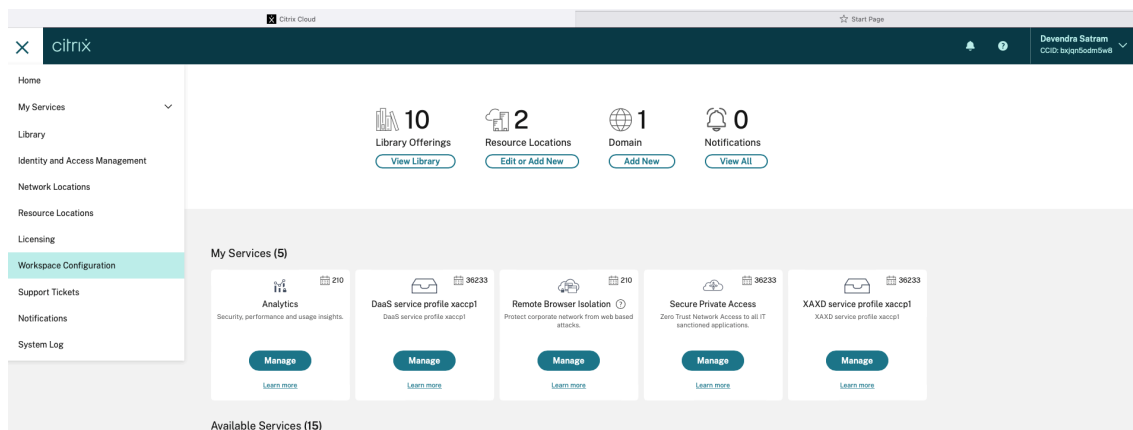 Citrix Cloud
Start Page
citrix
Devendra Satram
CCID: bxjqn5odm5w8
Home
My Services
Library
Identity and Access Management
Network Locations
Resource Locations
Licensing
Workspace Configuration
Support Tickets
Notifications
System Log
10
Library Offerings
View Library
2
Resource Locations
Edit or Add New
1
Domain
Add New
0
Notifications
View All
My Services (5)
210
Analytics
Security, performance and usage insights.
Manage
Learn more
36233
DaaS service profile xaccp1
DaaS service profile xaccp1
Manage
Learn more
210
Remote Browser Isolation ?
Protect corporate network from web based
attacks.
Manage
Learn more
36233
Secure Private Access
Zero Trust Network Access to all IT
sanctioned applications.
Manage
Learn more
36233
XAXD service profile xaccp1
XAXD service profile xaccp1
Manage
Learn more
Available Services (15)